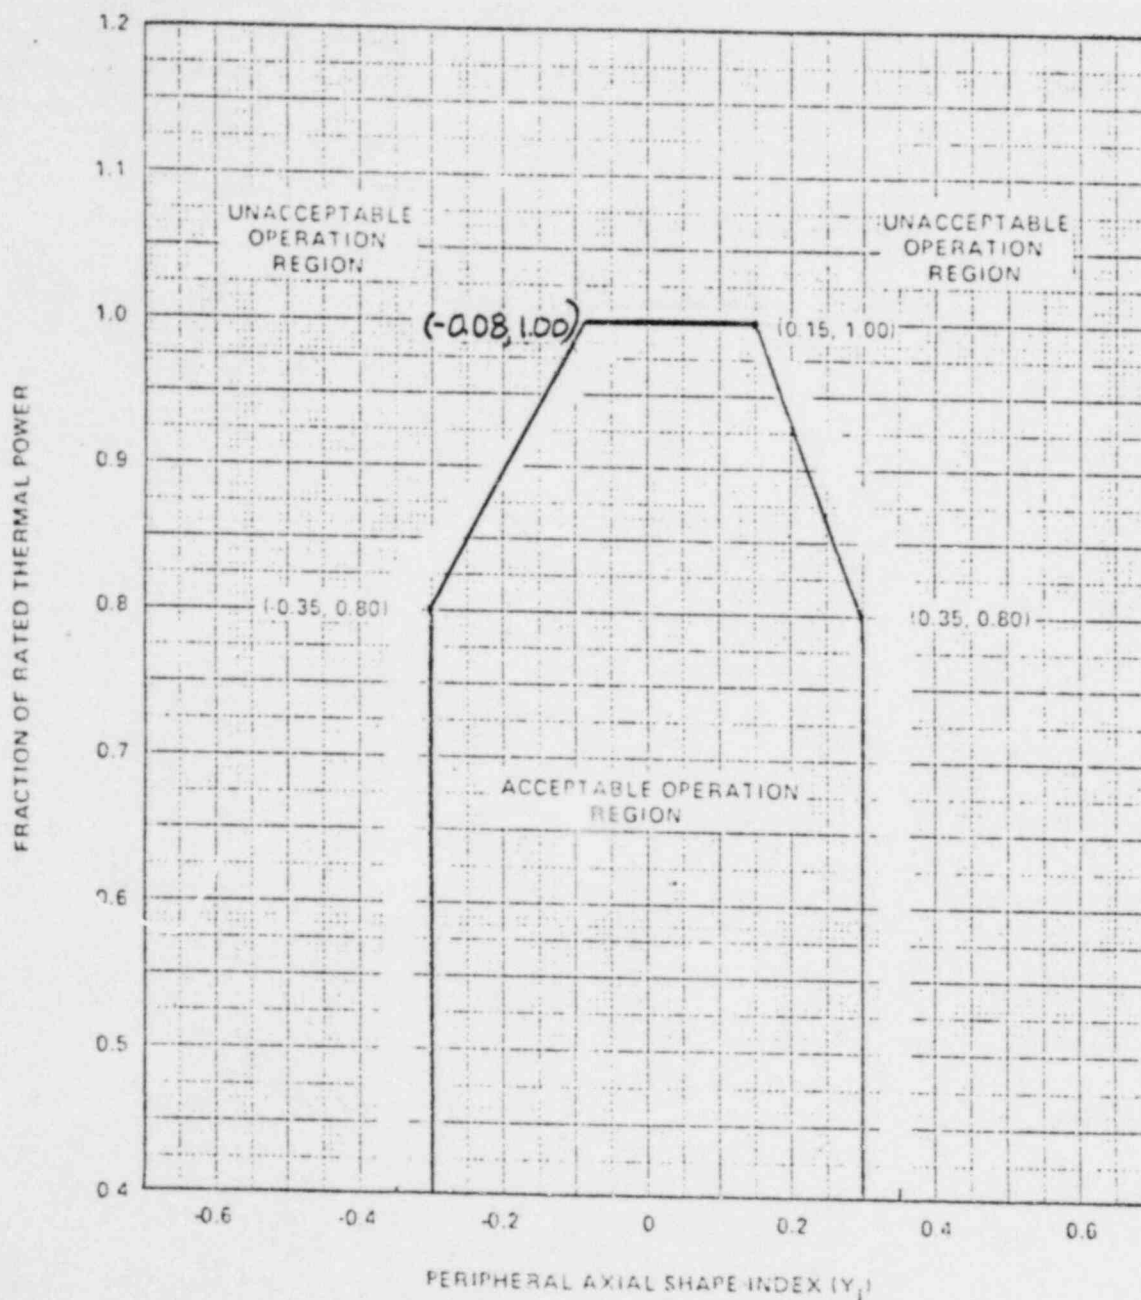 1.2
1.1
UNACCEPTABLE
OPERATION
REGION
UNACCEPTABLE
OPERATION
REGION
1.0
(-0.08, 1.00)
(0.15, 1.00)
0.9
0.8
(-0.35, 0.80)
(0.35, 0.80)
0.7
ACCEPTABLE OPERATION
REGION
0.6
0.5
0.4
FRACTION OF RATED THERMAL POWER
-0.6
-0.4
-0.2
0
0.2
0.4
0.6
PERIPHERAL AXIAL SHAPE INDEX (Yᵢ)